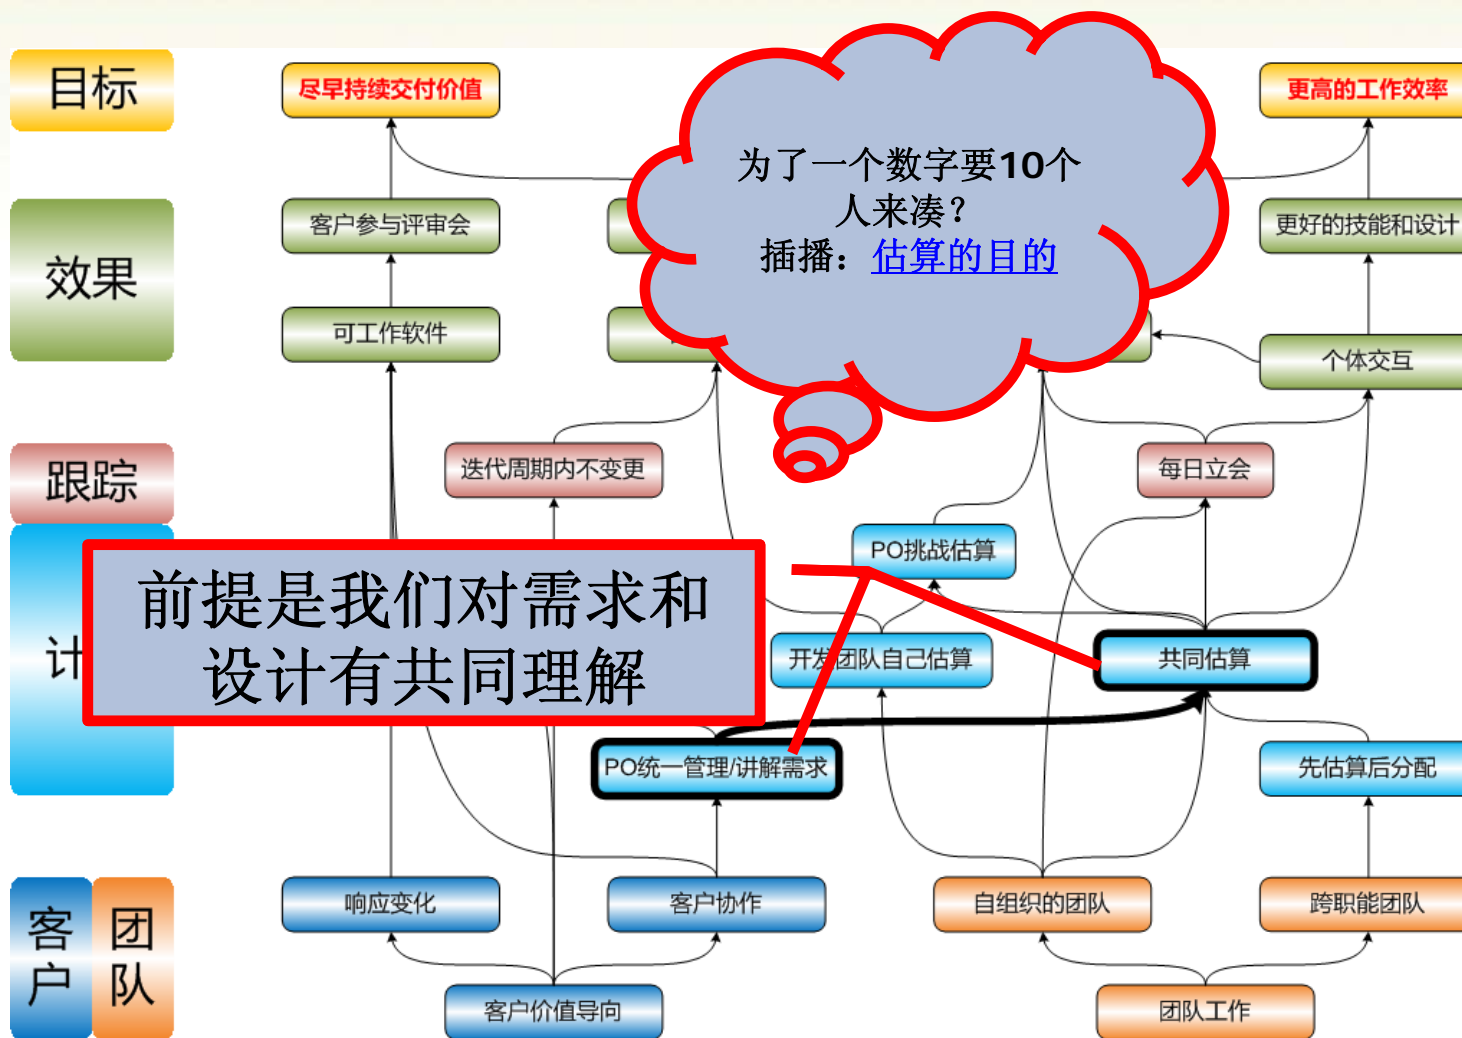 目标
尽早持续交付价值
更高的工作效率
为了一个数字要10个
人来凑？
插播：估算的目的
效果
客户参与评审会
更好的技能和设计
可工作软件
个体交互
跟踪
迭代周期内不变更
每日立会
PO挑战估算
计
前提是我们对需求和
设计有共同理解
开发团队自己估算
共同估算
PO统一管理/讲解需求
先估算后分配
客户
团队
响应变化
客户协作
自组织的团队
跨职能团队
客户价值导向
团队工作